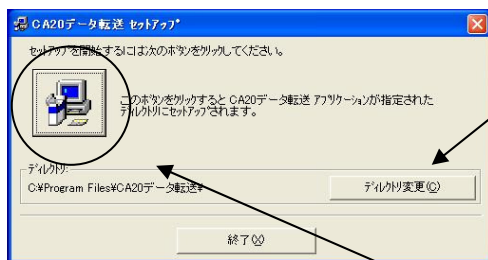 CA20データ転送 ｾｯﾄｱｯﾌﾟ
ｾｯﾄｱｯﾌﾟを開始するには次のﾎﾞﾀﾝをｸﾘｯｸしてください。
このﾎﾞﾀﾝをｸﾘｯｸすると CA20データ転送 ｱﾌﾟﾘｹｰｼｮﾝが指定された
ﾃﾞｨﾚｸﾄﾘにｾｯﾄｱｯﾌﾟされます。
ﾃﾞｨﾚｸﾄﾘ:
C:¥Program Files¥CA20データ転送¥
ﾃﾞｨﾚｸﾄﾘ変更(C)
終了(X)